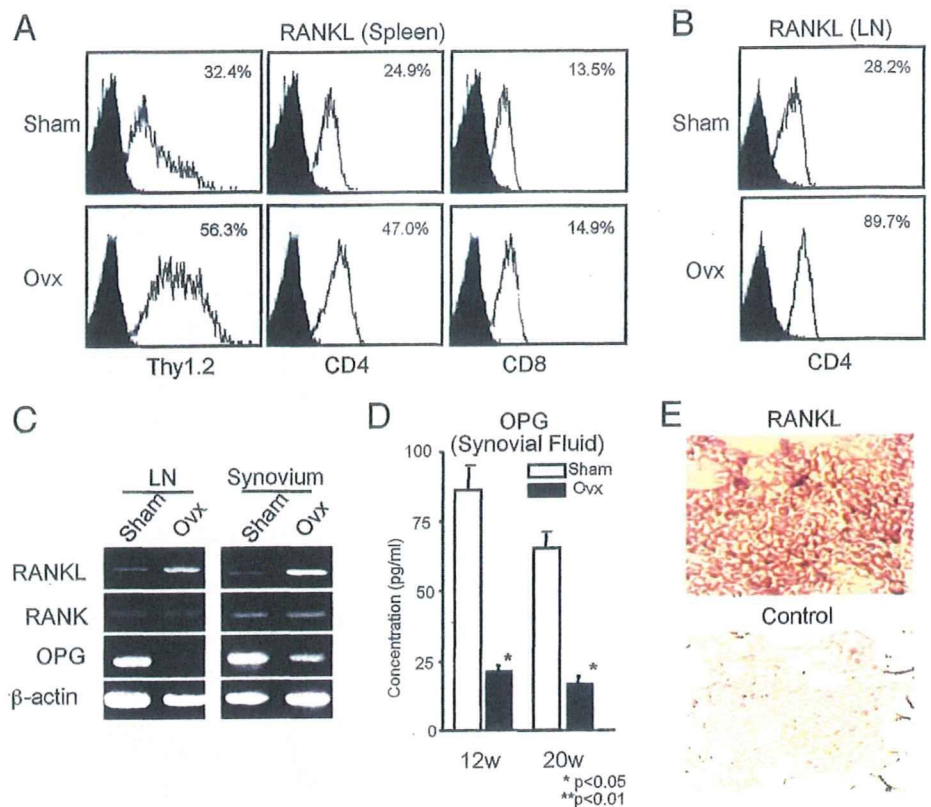 A
RANKL (Spleen)
Sham
32.4%
24.9%
13.5%
Ovx
56.3%
47.0%
14.9%
Thy1.2
CD4
CD8
B
RANKL (LN)
Sham
28.2%
Ovx
89.7%
CD4
C
LN
Synovium
Sham
Ovx
Sham
Ovx
RANKL
RANK
OPG
β-actin
D
OPG
(Synovial Fluid)
Sham
Ovx
Concentration (pg/ml)
100
75
50
25
0
*
*
12w
20w
* p<0.05
**p<0.01
E
RANKL
Control